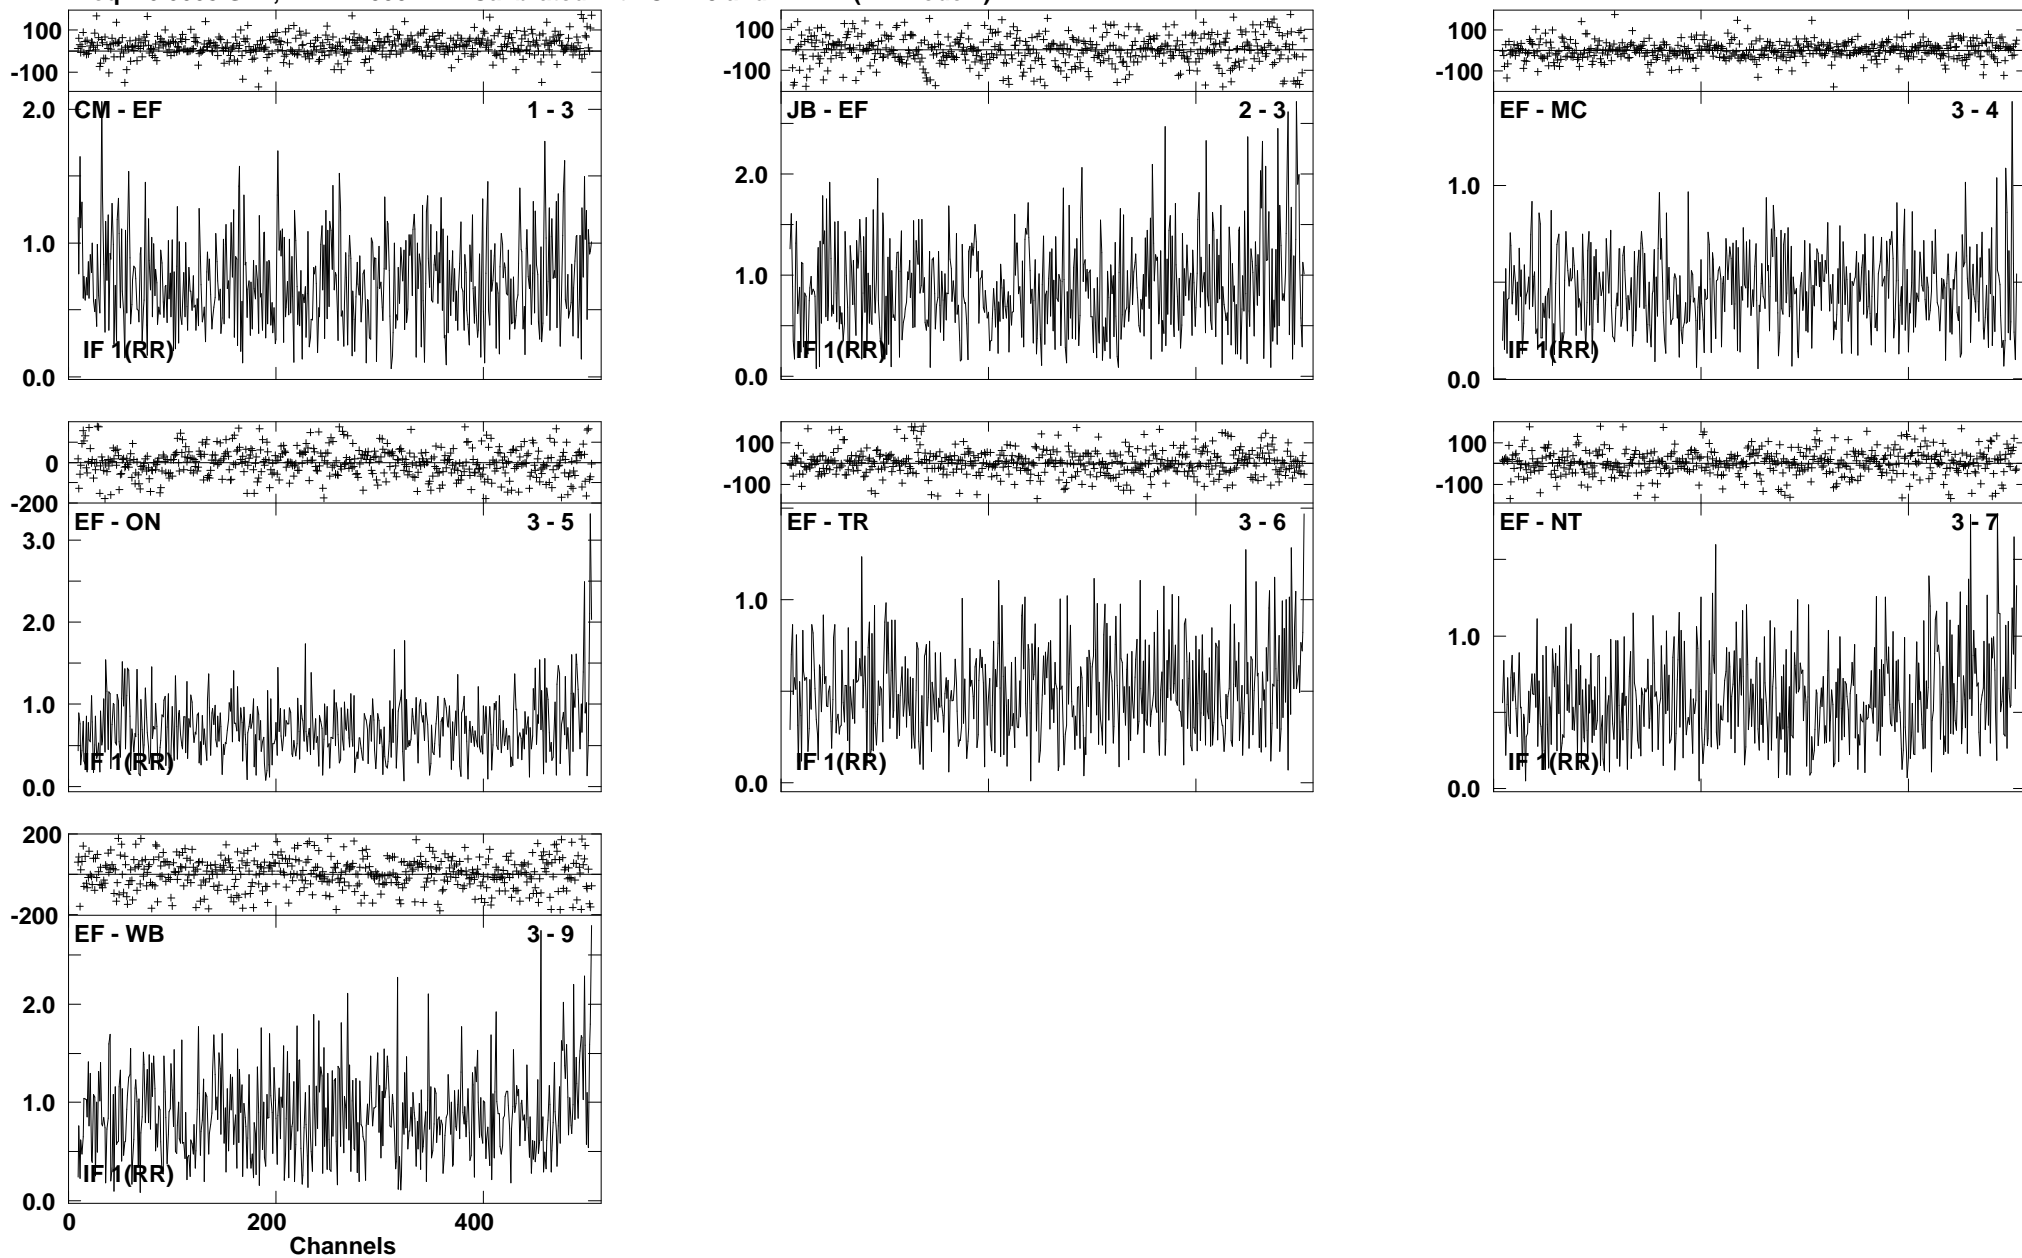 100
-100
CM - EF 1 - 3
2.0
1.0
0.0
IF 1(RR)
100
-100
JB - EF 2 - 3
2.0
1.0
0.0
IF 1(RR)
100
-100
EF - MC 3 - 4
1.0
0.0
IF 1(RR)
0
-200
EF - ON 3 - 5
3.0
2.0
1.0
0.0
IF 1(RR)
100
-100
EF - TR 3 - 6
1.0
0.0
IF 1(RR)
100
-100
EF - NT 3 - 7
1.0
0.0
IF 1(RR)
200
-200
EF - WB 3 - 9
2.0
1.0
0.0
IF 1(RR)
0 200 400
Channels